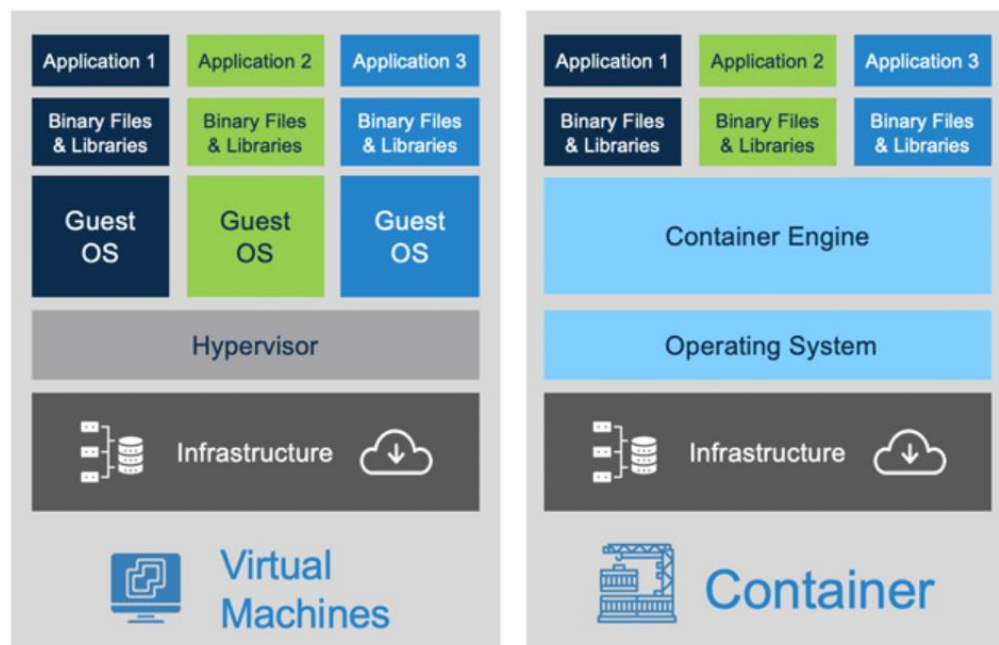 Application 1
Application 2
Application 3
Binary Files
& Libraries
Binary Files
& Libraries
Binary Files
& Libraries
Guest
OS
Guest
OS
Guest
OS
Hypervisor
Infrastructure
Virtual
Machines
Application 1
Application 2
Application 3
Binary Files
& Libraries
Binary Files
& Libraries
Binary Files
& Libraries
Container Engine
Operating System
Infrastructure
Container